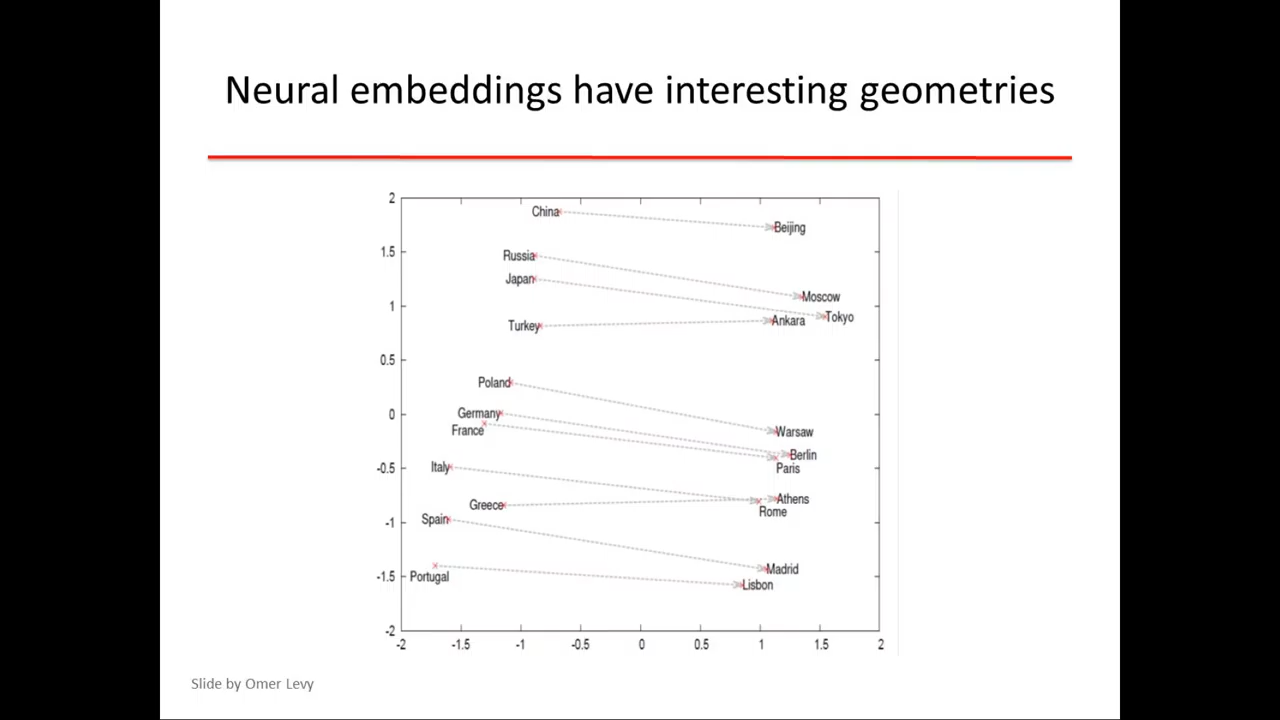 Neural embeddings have interesting geometries
2
China
Beijing
1.5
Russia
Japan
Moscow
1
Tokyo
Turkey
Ankara
0.5
Poland
0
Germany
Warsaw
France
Berlin
-0.5
Italy
Paris
Athens
Greece
Rome
-1
Spain
Madrid
-1.5
Portugal
Lisbon
-2
-2 -1.5 -1 -0.5 0 0.5 1 1.5 2
Slide by Omer Levy